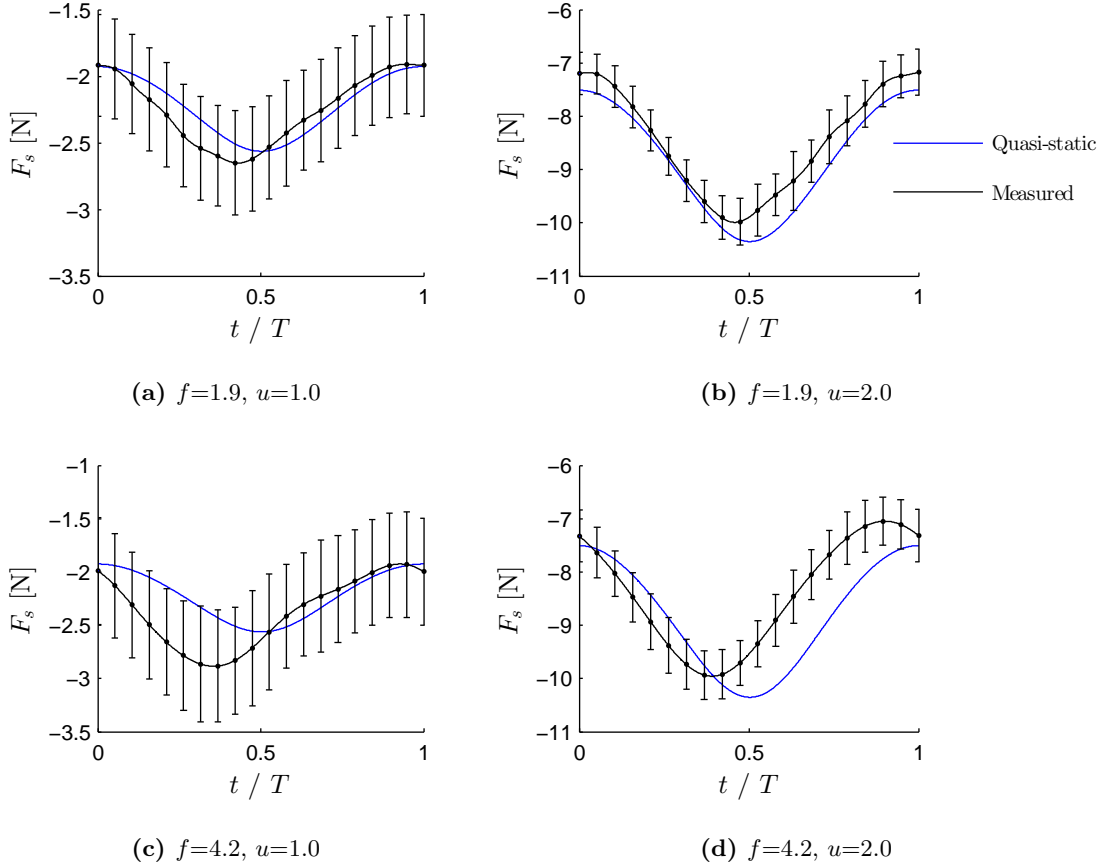 −1.5
−2
−2.5
−3
−3.5
F_s [N]
0
0.5
1
t / T
(a) f=1.9, u=1.0
−6
−7
−8
−9
−10
−11
F_s [N]
0
0.5
1
t / T
(b) f=1.9, u=2.0
Quasi-static
Measured
−1
−1.5
−2
−2.5
−3
−3.5
F_s [N]
0
0.5
1
t / T
(c) f=4.2, u=1.0
−6
−7
−8
−9
−10
−11
F_s [N]
0
0.5
1
t / T
(d) f=4.2, u=2.0